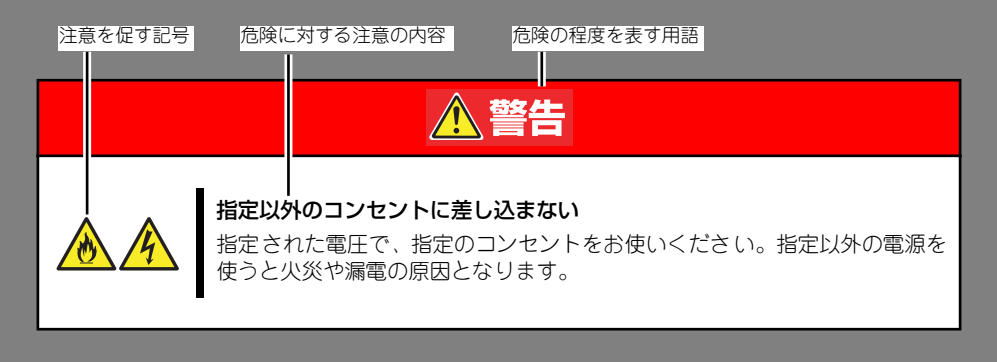 注意を促す記号
危険に対する注意の内容
危険の程度を表す用語
警告
指定以外のコンセントに差し込まない
指定された電圧で、指定のコンセントをお使いください。指定以外の電源を
使うと火災や漏電の原因となります。